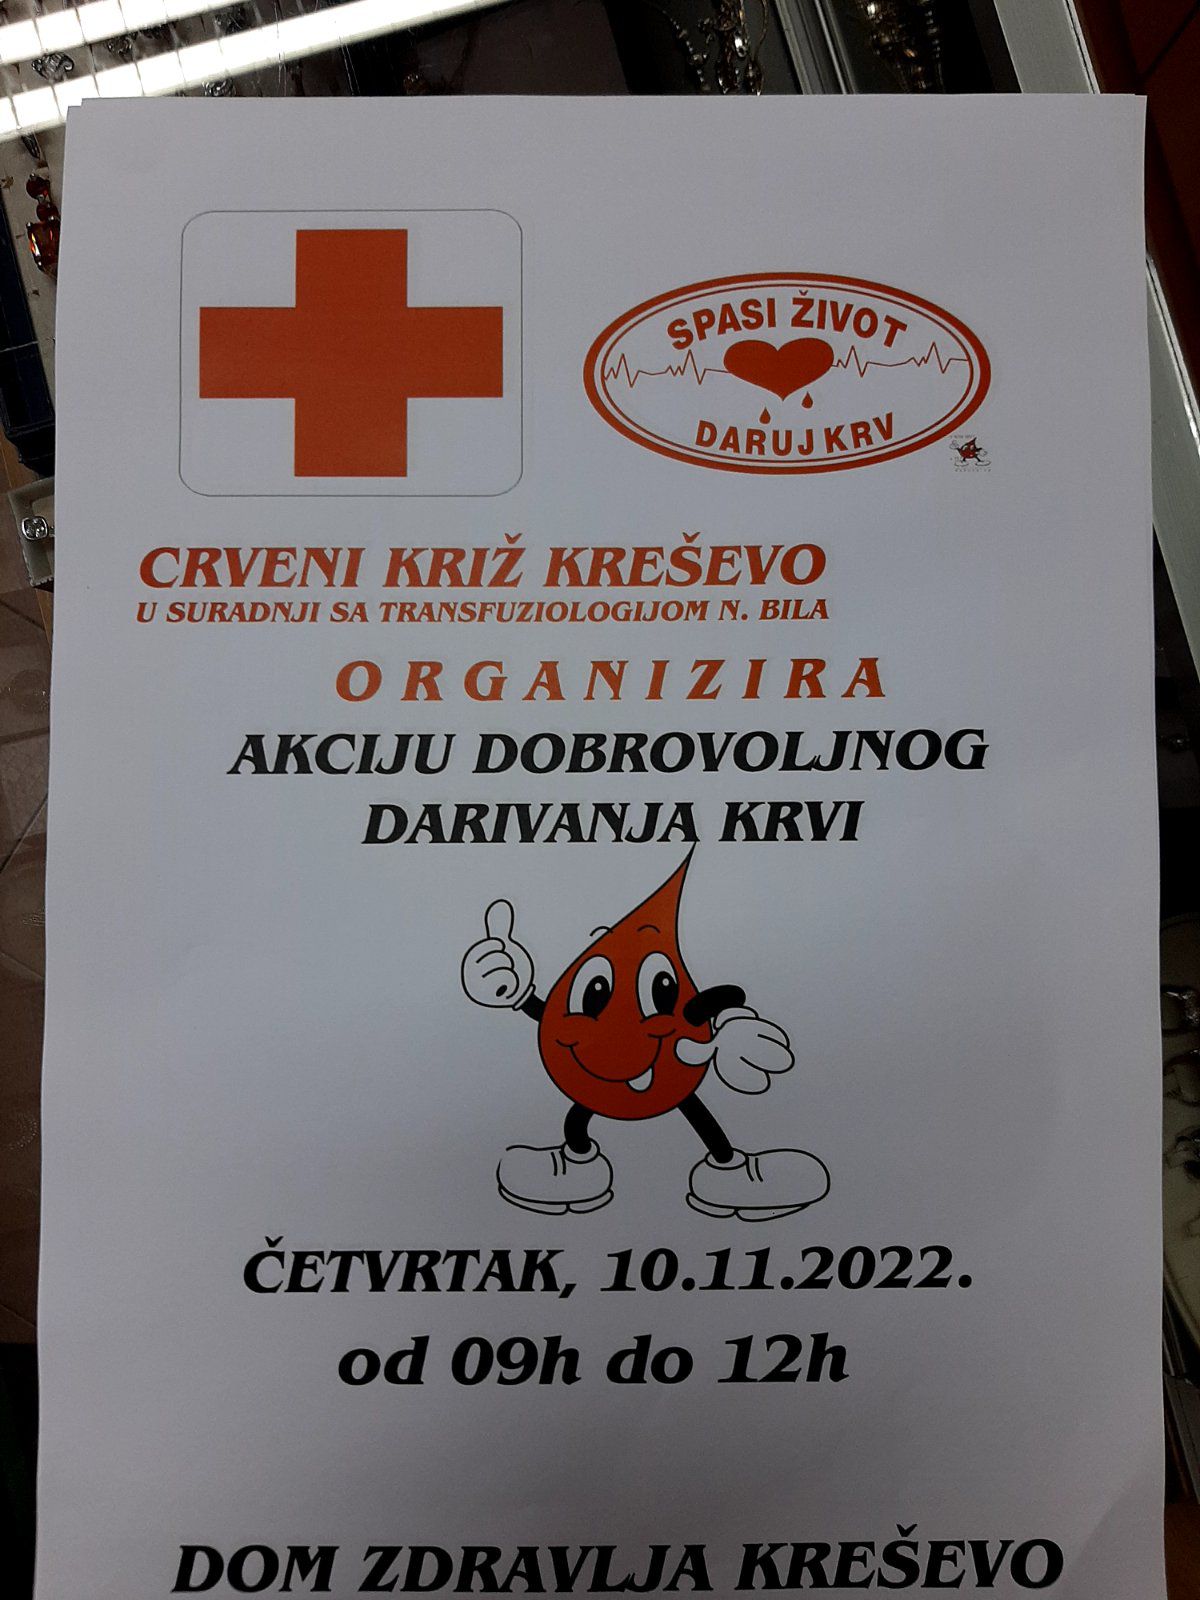 SPASI ŽIVOT
DARUJ KRV
CRVENI KRIŽ KREŠEVO
U SURADNJI SA TRANSFUZIOLOGIJOM N. BILA
ORGANIZIRA
AKCIJU DOBROVOLJNOG
DARIVANJA KRVI
ČETVRTAK, 10.11.2022.
od 09h do 12h
DOM ZDRAVLJA KREŠEVO